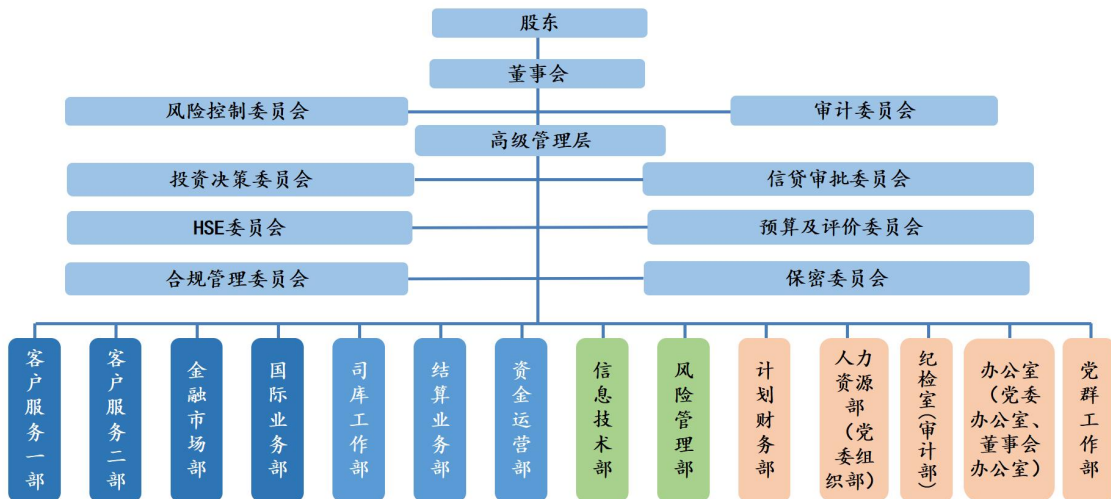 股东
董事会
风险控制委员会
审计委员会
高级管理层
投资决策委员会
信贷审批委员会
HSE委员会
预算及评价委员会
合规管理委员会
保密委员会
客户服务一部
客户服务二部
金融市场部
国际业务部
司库工作部
结算业务部
资金运营部
信息技术部
风险管理部
计划财务部
人力
资源
部
（党
委组
织部）
纪检室（审计部）
办公室
（党委
办公室、
董事会
办公室）
党群工作部